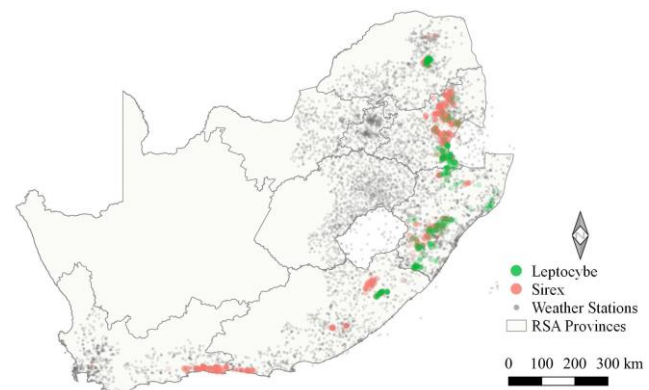 Leptocybe
Sirex
Weather Stations
RSA Provinces
0 100 200 300 km